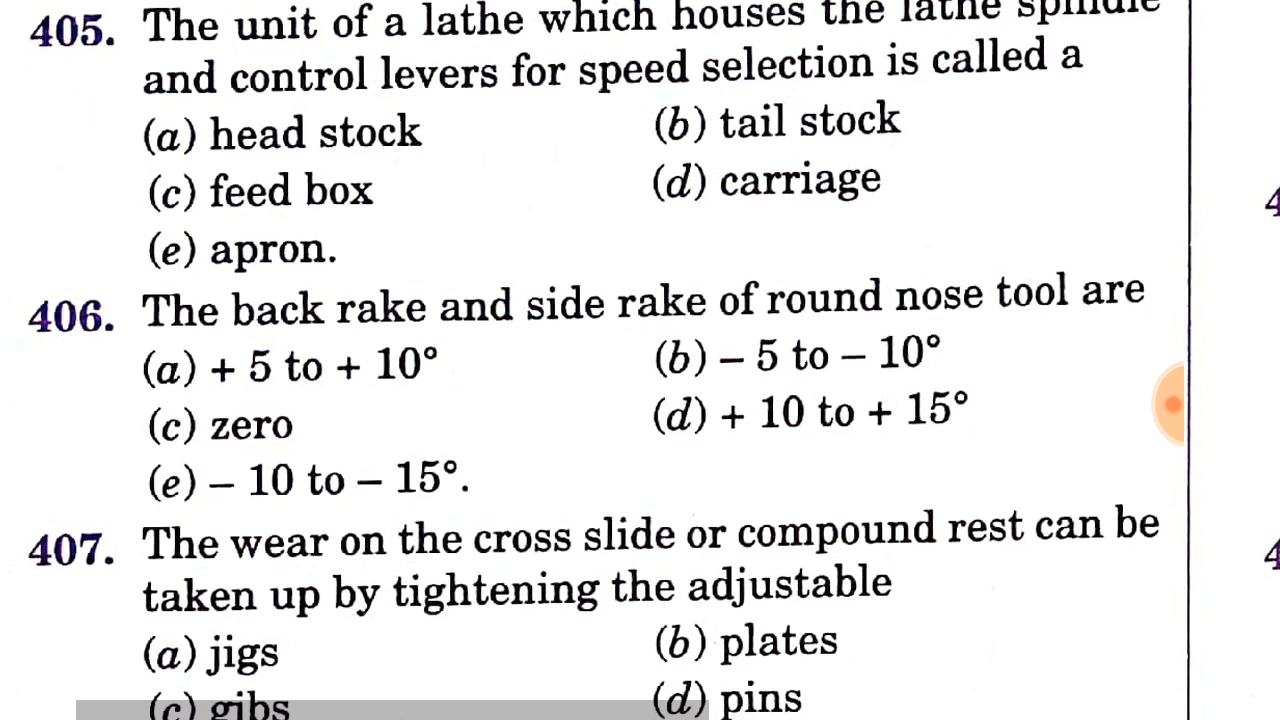 405. The unit of a lathe which houses the lathe spindle
and control levers for speed selection is called a
(a) head stock (b) tail stock
(c) feed box (d) carriage
(e) apron.
406. The back rake and side rake of round nose tool are
(a) + 5 to + 10° (b) – 5 to – 10°
(c) zero (d) + 10 to + 15°
(e) – 10 to – 15°.
407. The wear on the cross slide or compound rest can be
taken up by tightening the adjustable
(a) jigs (b) plates
(c) gibs (d) pins